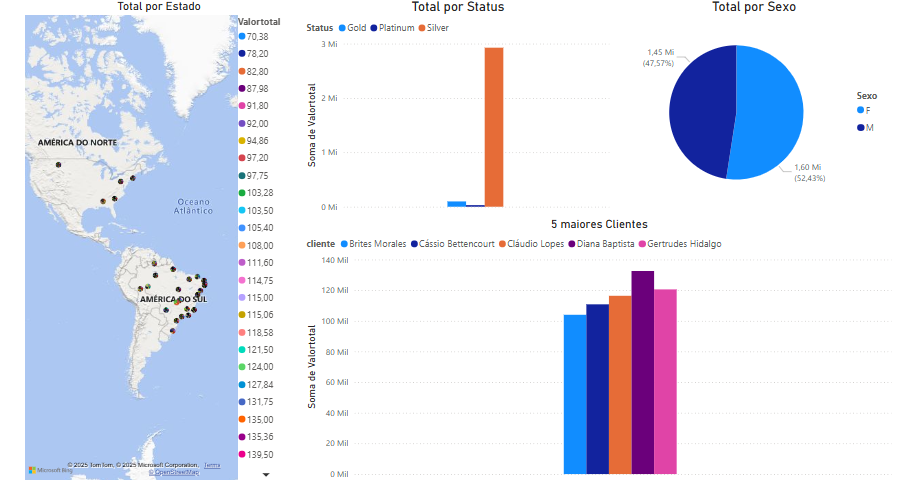 Total por Estado
Valortotal
70,38
78,20
82,80
87,98
91,80
92,00
94,86
97,20
97,75
103,28
103,50
105,40
108,00
111,60
114,75
115,00
115,06
118,58
121,50
124,00
127,84
131,75
135,00
135,36
139,50
AMÉRICA DO NORTE
Oceano
Atlântico
AMÉRICA DO SUL
© 2025 TomTom, © 2025 Microsoft Corporation, Terms
© OpenStreetMap
Microsoft Bing
Total por Status
Status Gold Platinum Silver
Soma de Valortotal
3 Mi
2 Mi
1 Mi
0 Mi
Total por Sexo
1,45 Mi
(47,57%)
1,60 Mi
(52,43%)
Sexo
F
M
5 maiores Clientes
cliente Brites Morales Cássio Bettencourt Cláudio Lopes Diana Baptista Gertrudes Hidalgo
Soma de Valortotal
140 Mil
120 Mil
100 Mil
80 Mil
60 Mil
40 Mil
20 Mil
0 Mil